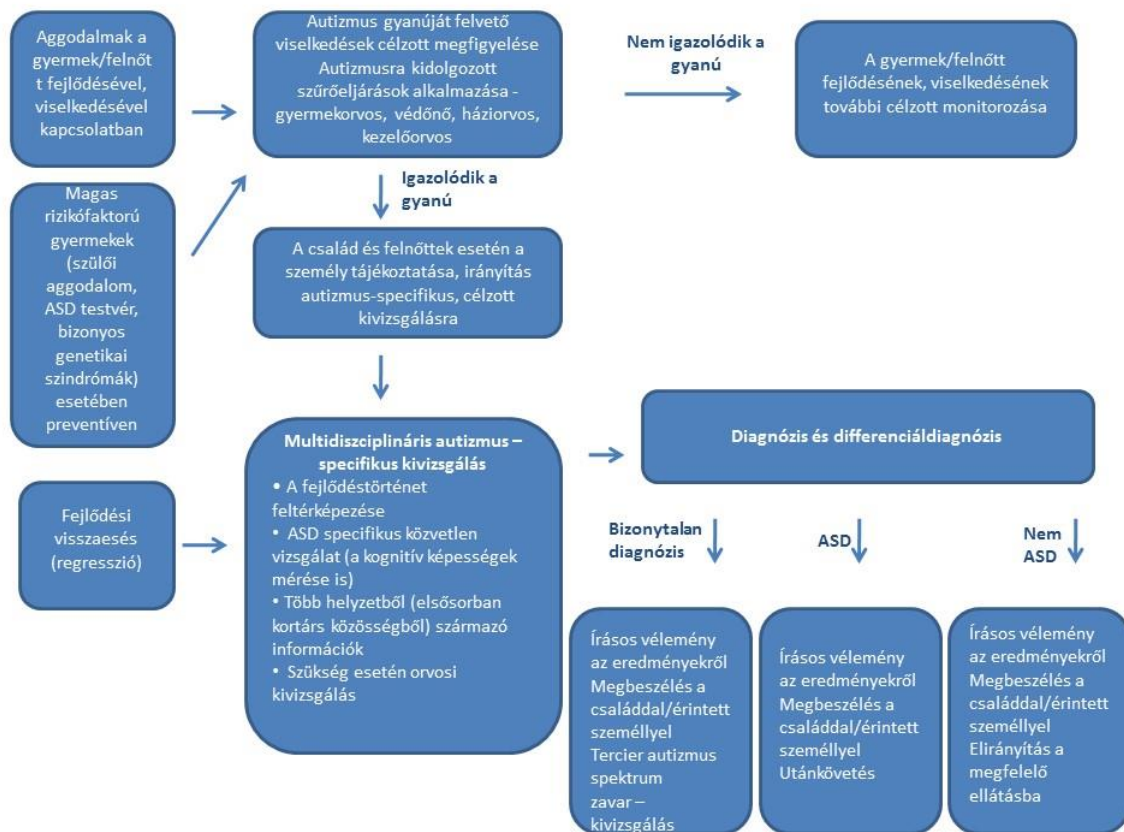 Aggodalmak a
gyermek/felnőt
t fejlődésével,
viselkedésével
kapcsolatban
Autizmus gyanúját felvető
viselkedések célzott megfigyelése
Autizmusra kidolgozott
szűrőeljárások alkalmazása -
gyermekorvos, védőnő, háziorvos,
kezelőorvos
Nem igazolódik a
gyanú
A gyermek/felnőtt
fejlődésének, viselkedésének
további célzott monitorozása
Magas
rizikófaktorú
gyermekek
(szülői
aggodalom,
ASD testvér,
bizonyos
genetikai
szindrómák)
esetében
preventíven
Igazolódik a
gyanú
A család és felnőttek esetén a
személy tájékoztatása, irányítás
autizmus-specifikus, célzott
kivizsgálásra
Fejlődési
visszaesés
(regresszió)
Multidiszciplináris autizmus –
specifikus kivizsgálás
• A fejlődéstörténet
feltérképezése
• ASD specifikus közvetlen
vizsgálat (a kognitív képességek
mérése is)
• Több helyzetből (elsősorban
kortárs közösségből) származó
információk
• Szükség esetén orvosi
kivizsgálás
Diagnózis és differenciáldiagnózis
Bizonytalan
diagnózis
ASD
Nem
ASD
Írásos vélemény
az eredményekről
Megbeszélés a
családdal/érintett
személlyel
Tercier autizmus
spektrum
zavar –
kivizsgálás
Írásos vélemény
az eredményekről
Megbeszélés a
családdal/érintett
személlyel
Utánkövetés
Írásos vélemény
az eredményekről
Megbeszélés a
családdal/érintett
személlyel
Elirányítás a
megfelelő
ellátásba